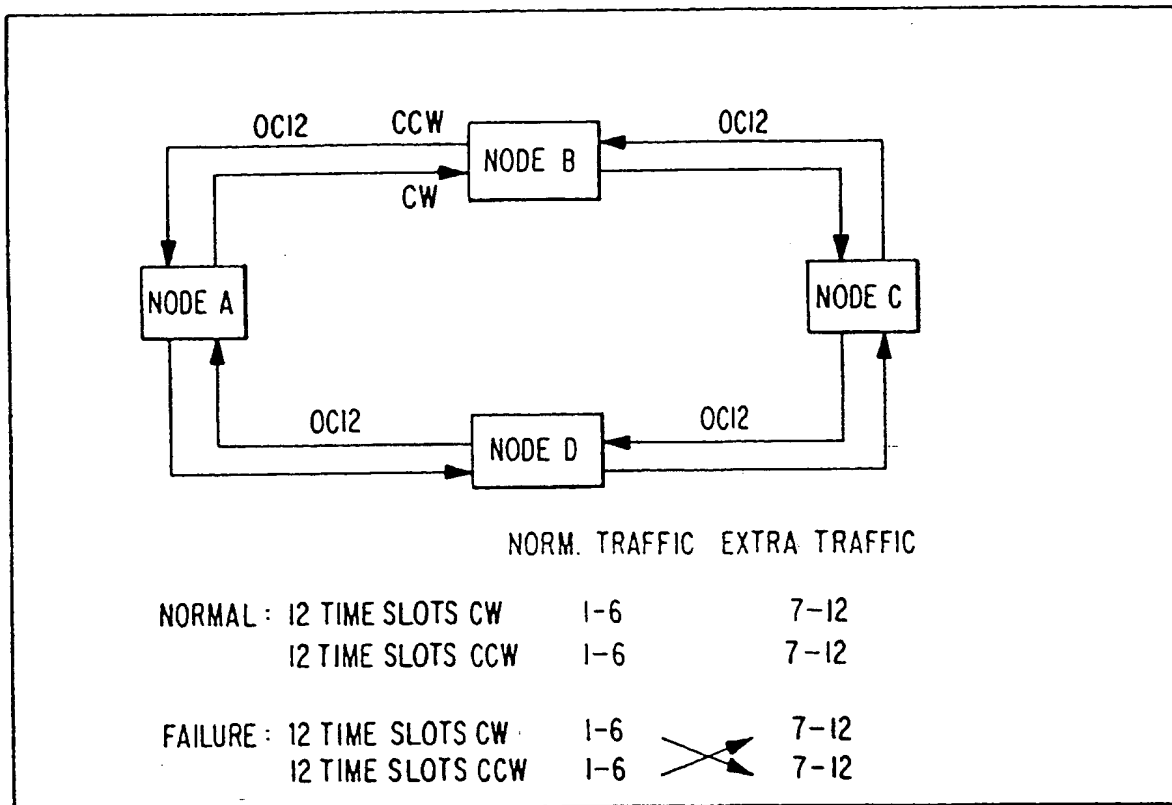 OC12 CCW OC12
NODE B
CW
NODE A NODE C
OC12 OC12
NODE D
NORM. TRAFFIC EXTRA TRAFFIC
NORMAL: 12 TIME SLOTS CW 1-6 7-12
12 TIME SLOTS CCW 1-6 7-12
FAILURE: 12 TIME SLOTS CW 1-6 7-12
12 TIME SLOTS CCW 1-6 7-12